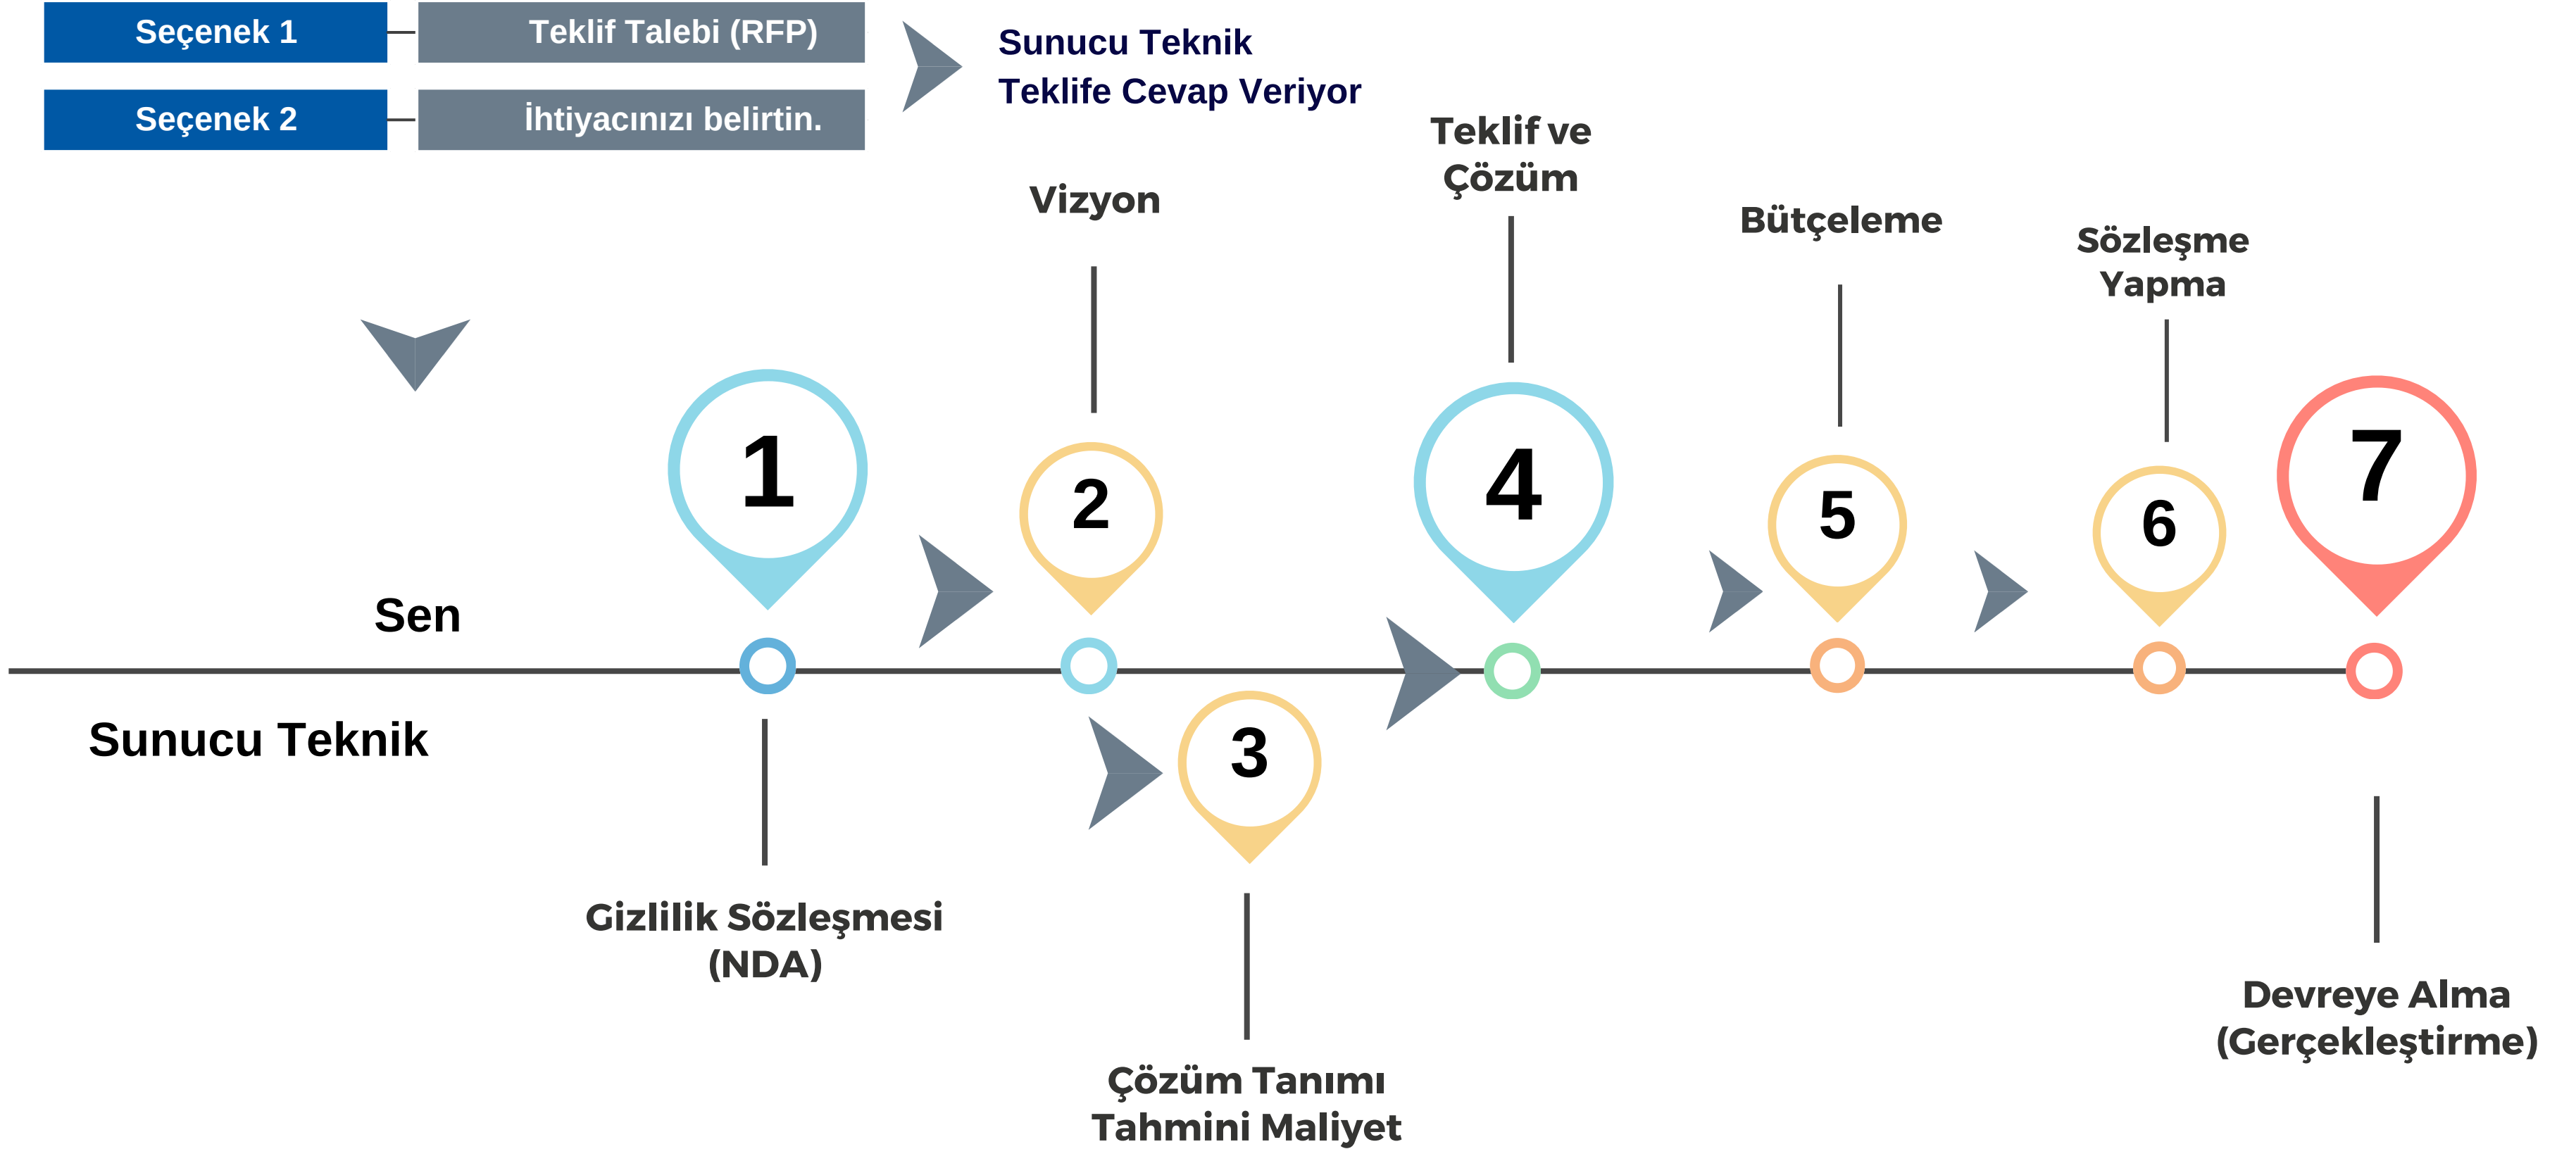 Seçenek 1
Teklif Talebi (RFP)
Seçenek 2
İhtiyacınızı belirtin.
Sunucu Teknik
Teklife Cevap Veriyor
Vizyon
Teklif ve
Çözüm
Bütçeleme
Sözleşme
Yapma
1
2
4
5
6
7
Sen
Sunucu Teknik
3
Gizlilik Sözleşmesi
(NDA)
Çözüm Tanımı
Tahmini Maliyet
Devreye Alma
(Gerçekleştirme)